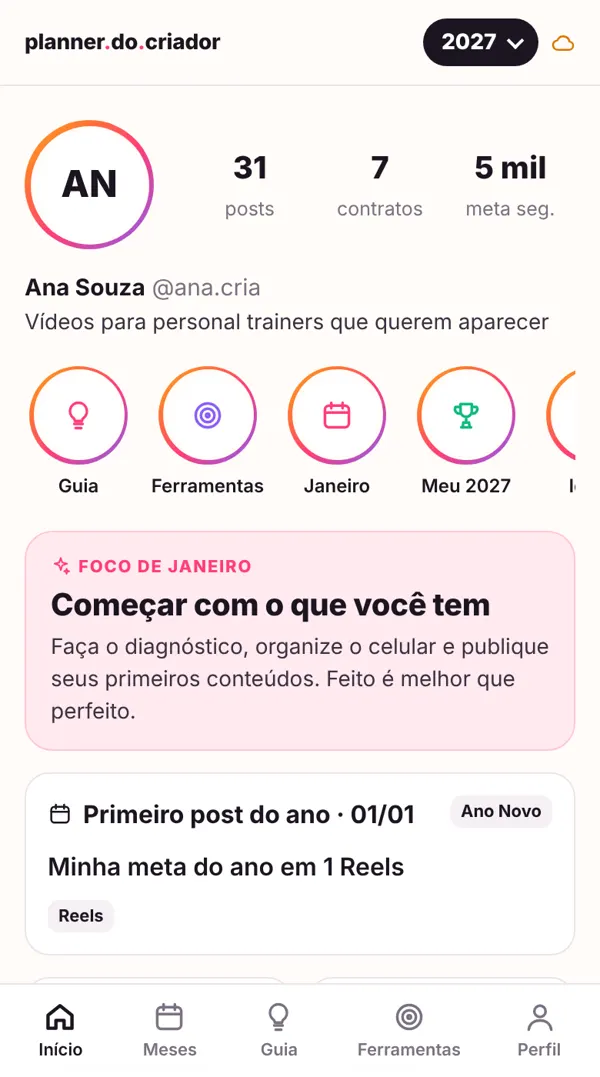 planner.do.criador
2027
AN
31
posts
7
contratos
5 mil
meta seg.
Ana Souza @ana.cria
Vídeos para personal trainers que querem aparecer
Guia
Ferramentas
Janeiro
Meu 2027
FOCO DE JANEIRO
Começar com o que você tem
Faça o diagnóstico, organize o celular e publique
seus primeiros conteúdos. Feito é melhor que
perfeito.
Primeiro post do ano · 01/01
Ano Novo
Minha meta do ano em 1 Reels
Reels
Início
Meses
Guia
Ferramentas
Perfil